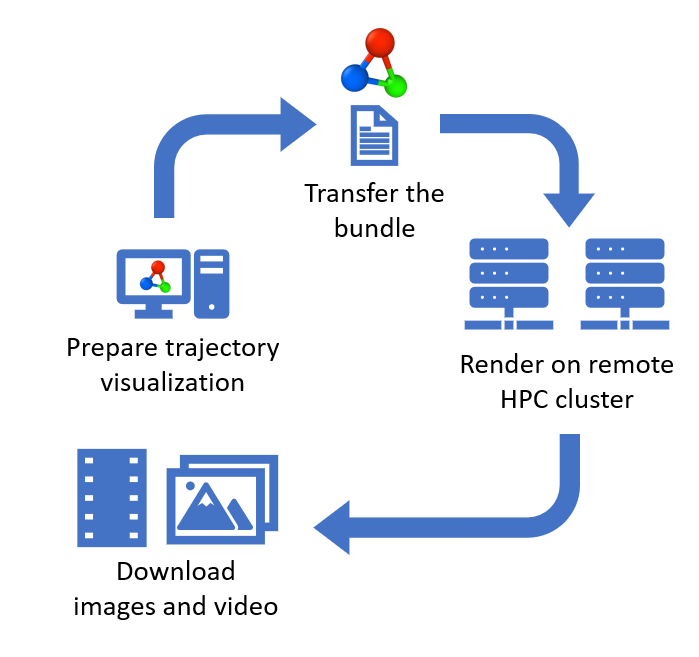 Transfer the
bundle
Prepare trajectory
visualization
Render on remote
HPC cluster
Download
images and video